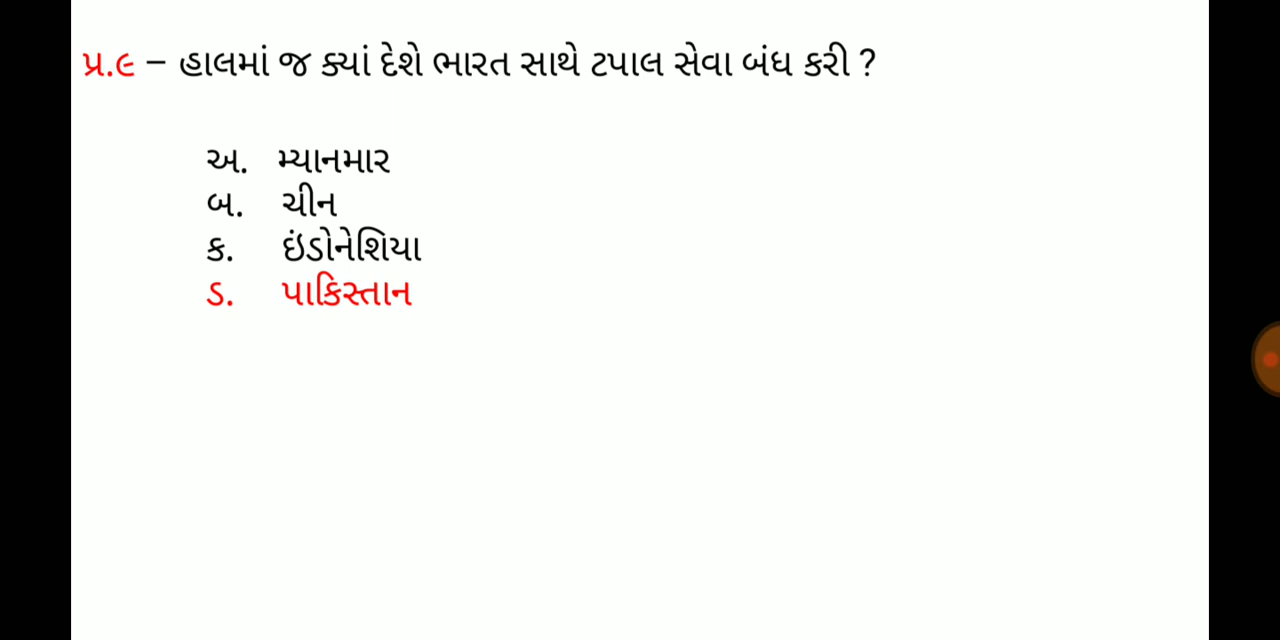 પ્ર.૯ – હાલમાં જ ક્યાં દેશે ભારત સાથે ટપાલ સેવા બંધ કરી ?
અ. મ્યાનમાર
બ. ચીન
ક. ઇંડોનેશિયા
ડ. પાકિસ્તાન